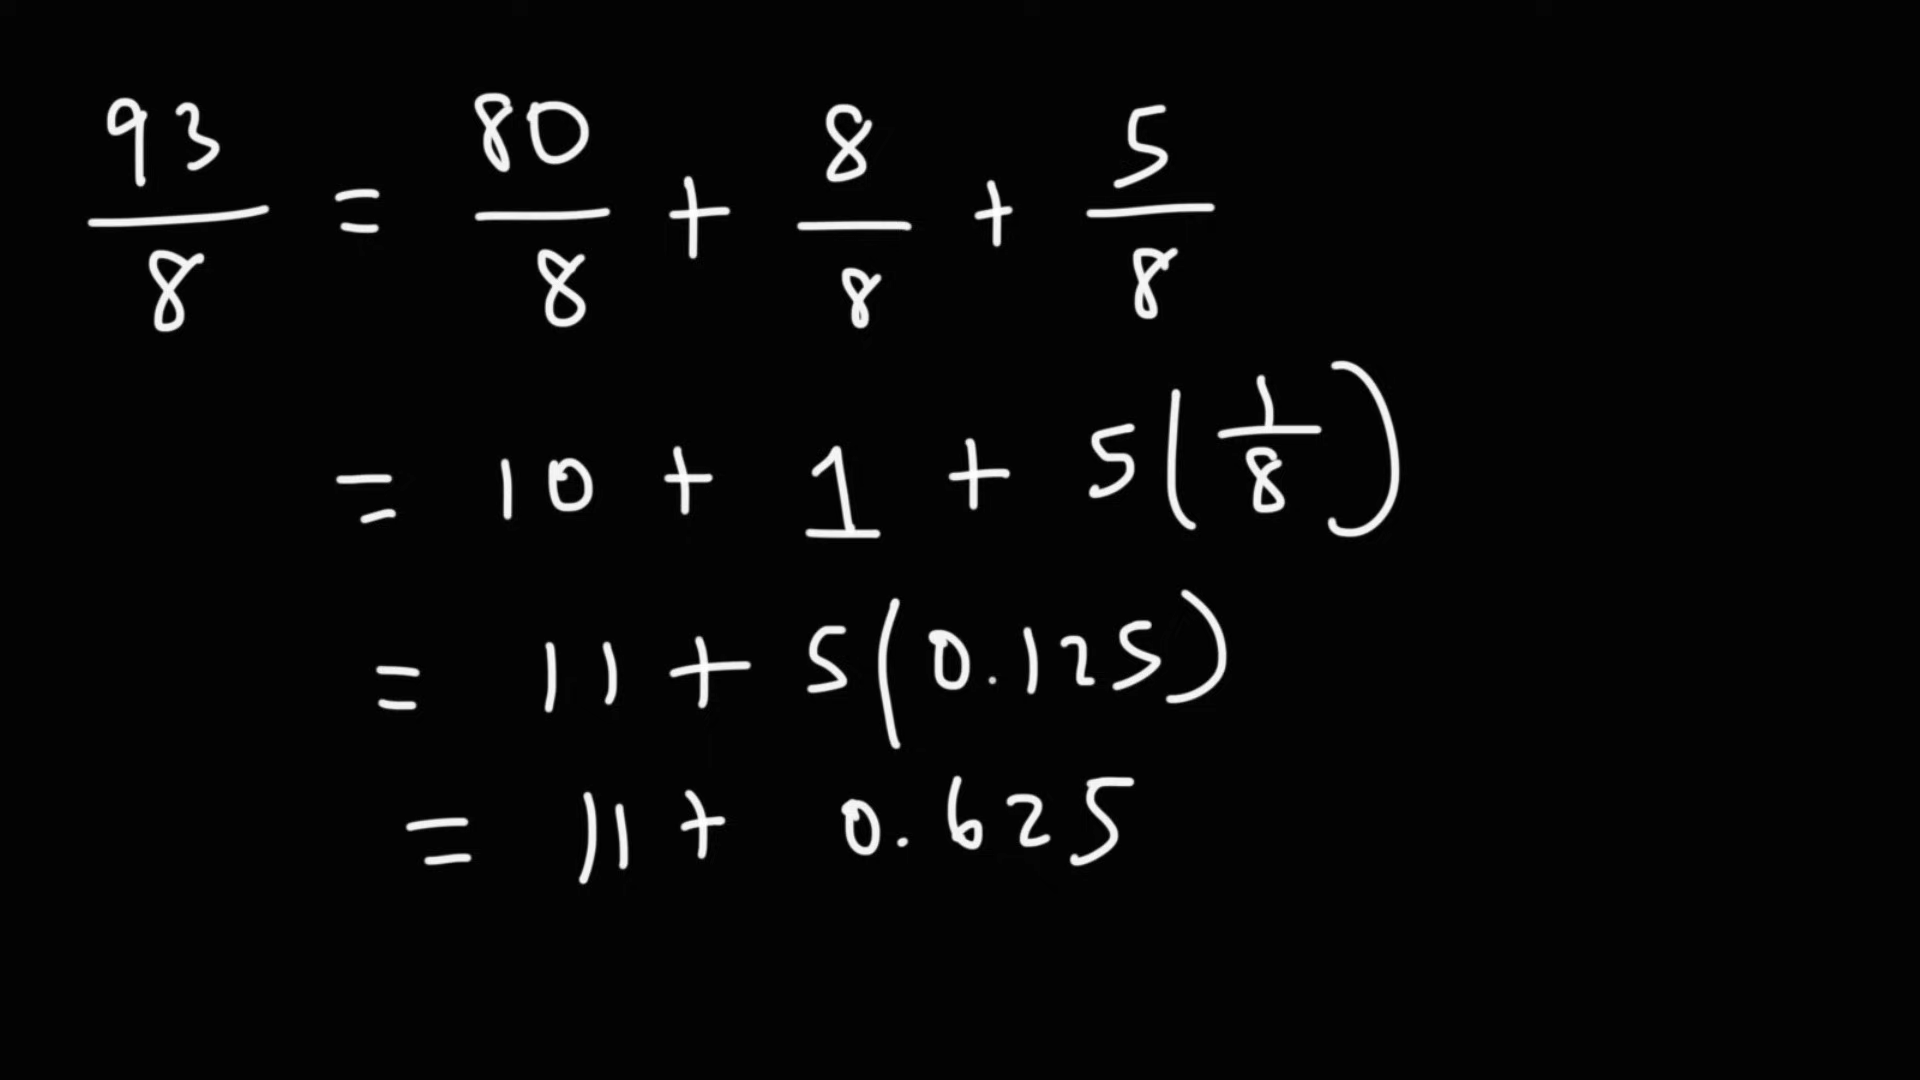 93/8 = 80/8 + 8/8 + 5/8
= 10 + 1 + 5(1/8)
= 11 + 5(0.125)
= 11 + 0.625